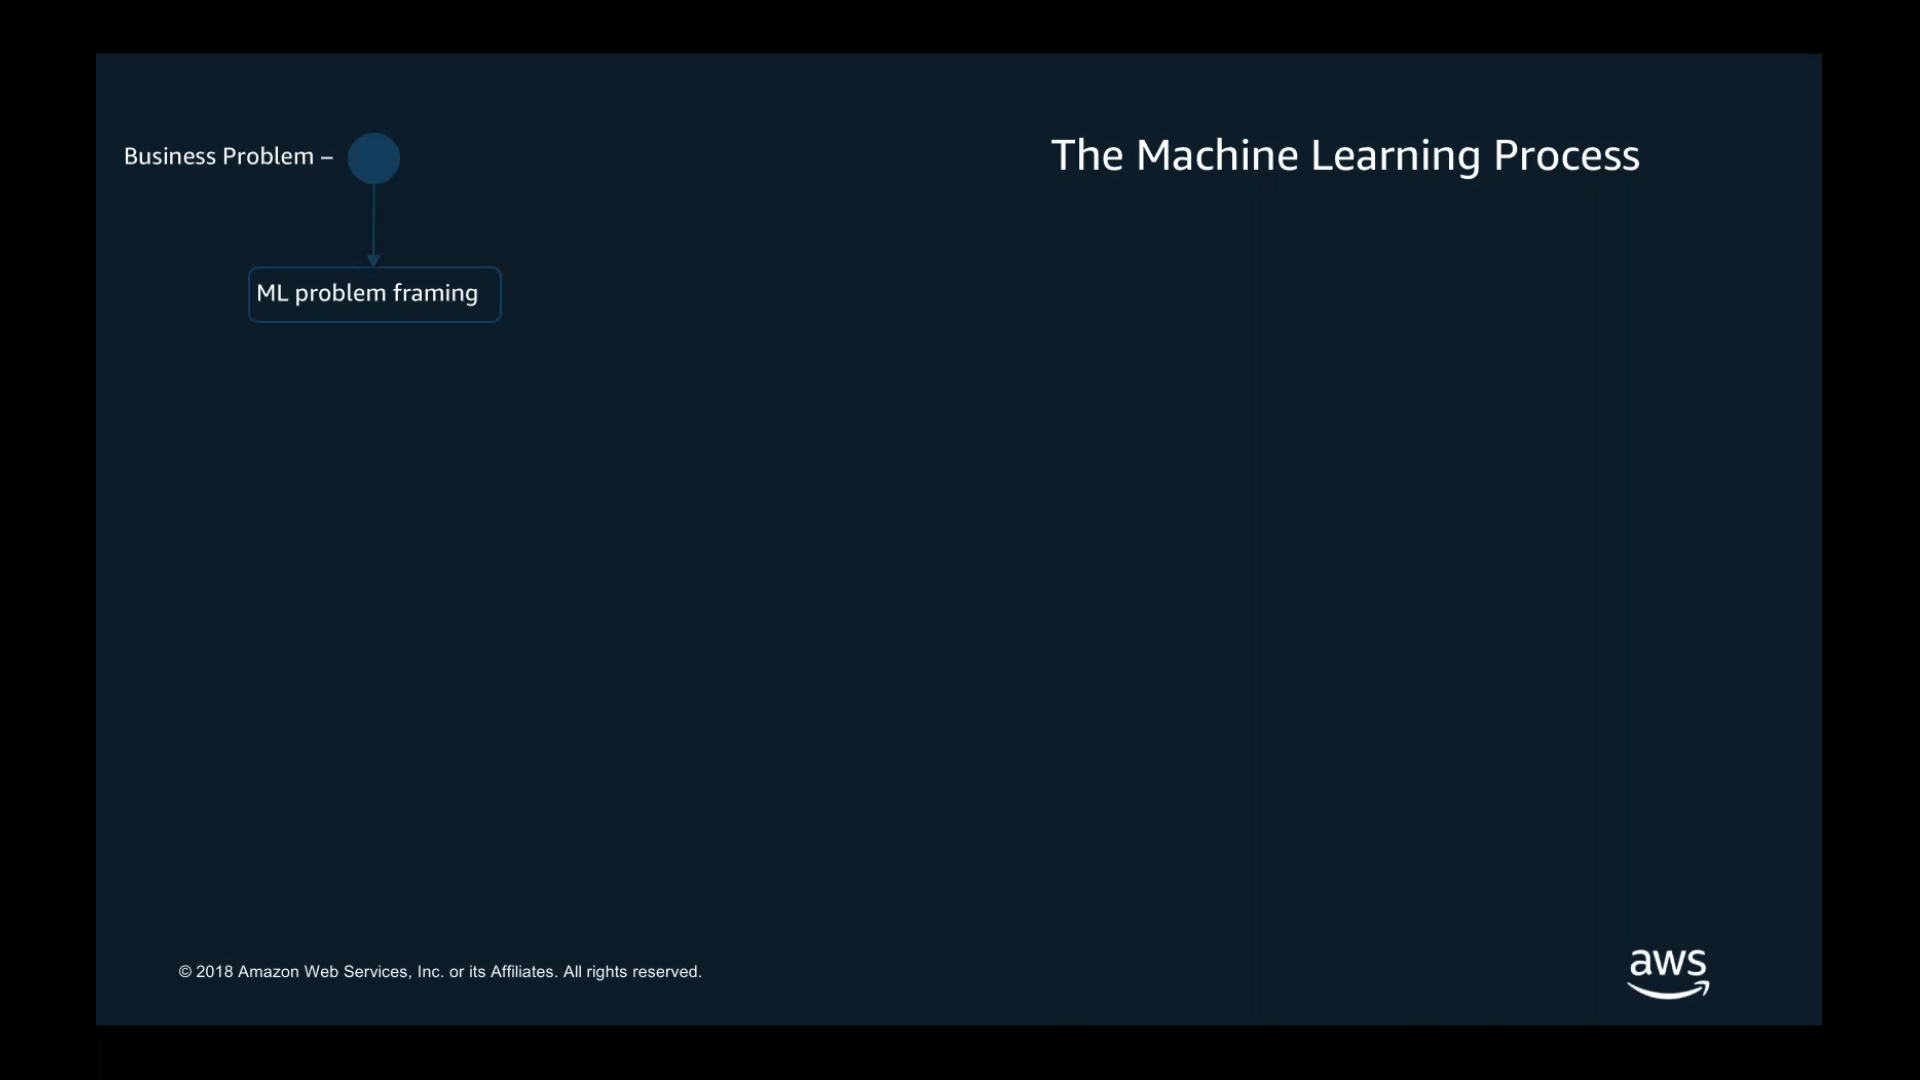 Business Problem –
The Machine Learning Process
ML problem framing
© 2018 Amazon Web Services, Inc. or its Affiliates. All rights reserved.
aws